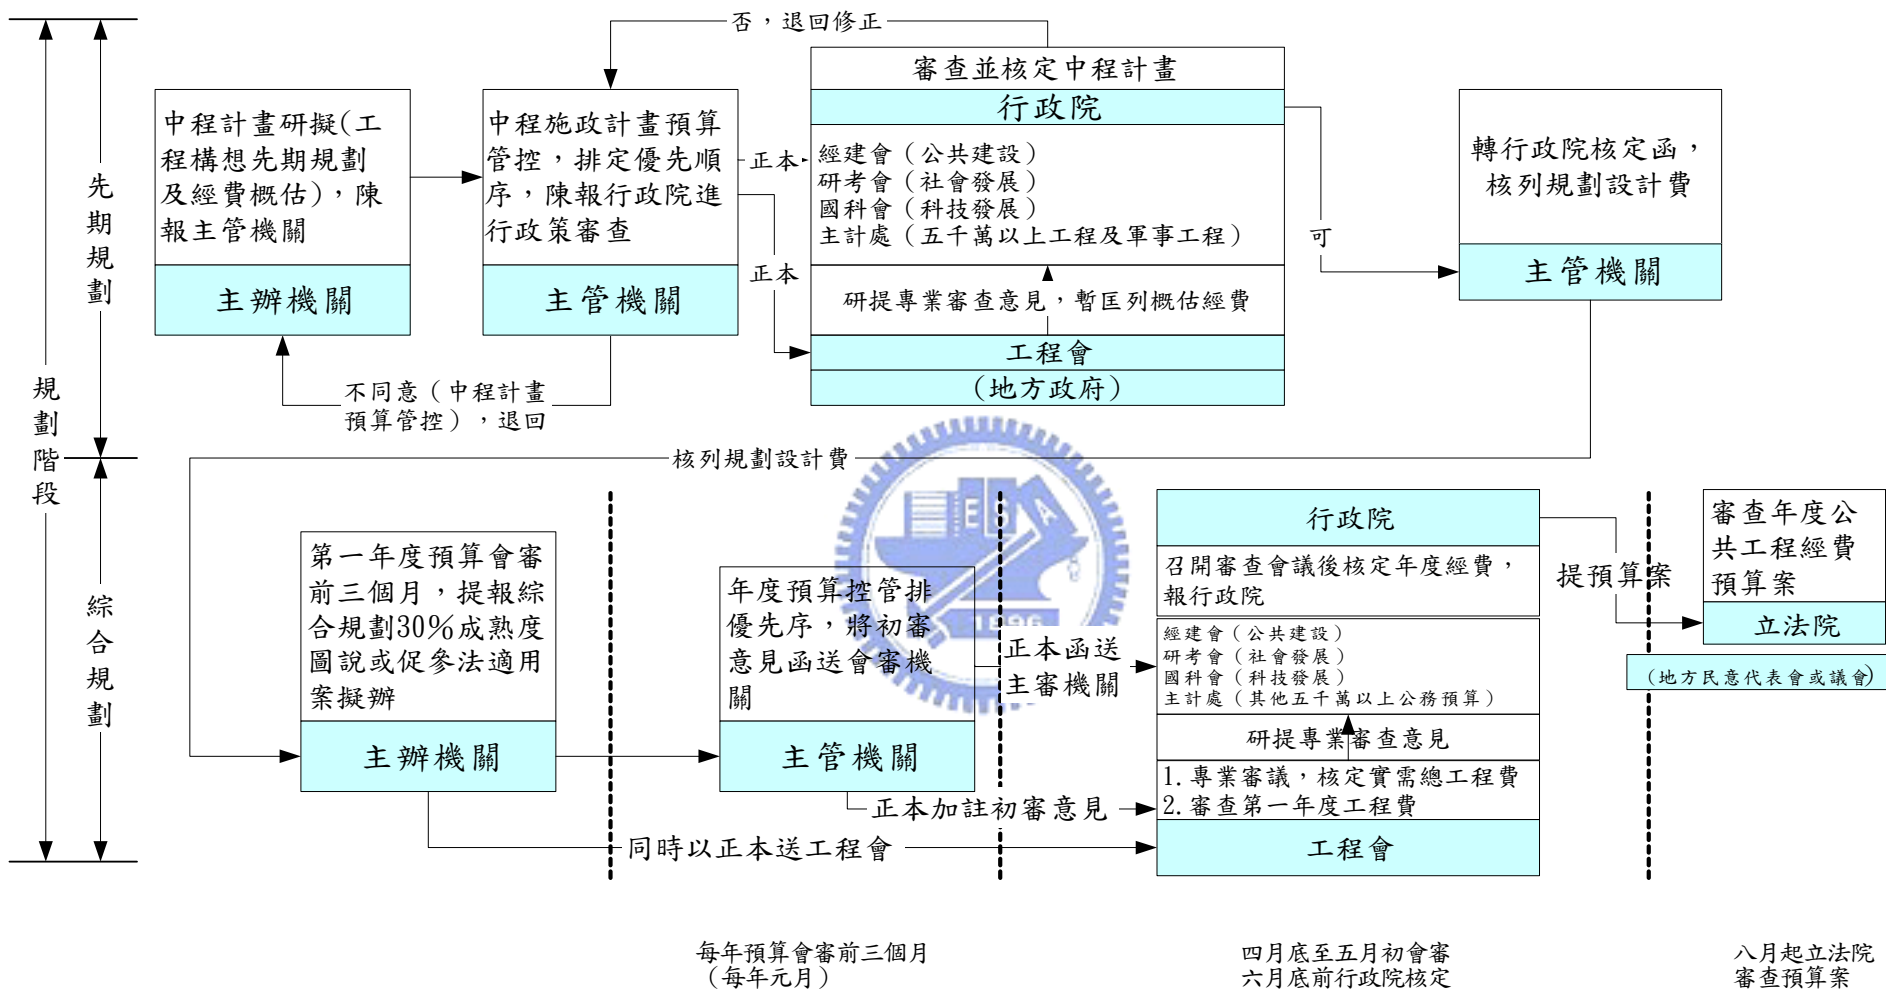 否，退回修正
審查並核定中程計畫
行政院
經建會（公共建設）
研考會（社會發展）
國科會（科技發展）
主計處（五千萬以上工程及軍事工程）
研提專業審查意見，暫匡列概估經費
工程會
（地方政府）
中程計畫研擬(工
程構想先期規劃
及經費概估)，陳
報主管機關
主辦機關
中程施政計畫預算
管控，排定優先順
序，陳報行政院進
行政策審查
主管機關
正本
正本
可
轉行政院核定函，
核列規劃設計費
主管機關
不同意（中程計畫
預算管控），退回
先期規劃
規劃階段
綜合規劃
核列規劃設計費
第一年度預算會審
前三個月，提報綜
合規劃30%成熟度
圖說或促參法適用
案擬辦
主辦機關
年度預算控管排
優先序，將初審
意見函送會審機
關
主管機關
正本函送
主審機關
正本加註初審意見
同時以正本送工程會
1896
行政院
召開審查會議後核定年度經費，
報行政院
經建會（公共建設）
研考會（社會發展）
國科會（科技發展）
主計處（其他五千萬以上公務預算）
研提專業審查意見
1.專業審議，核定實需總工程費
2.審查第一年度工程費
工程會
提預算案
審查年度公
共工程經費
預算案
立法院
（地方民意代表會或議會）
每年預算會審前三個月
（每年元月）
四月底至五月初會審
六月底前行政院核定
八月起立法院
審查預算案